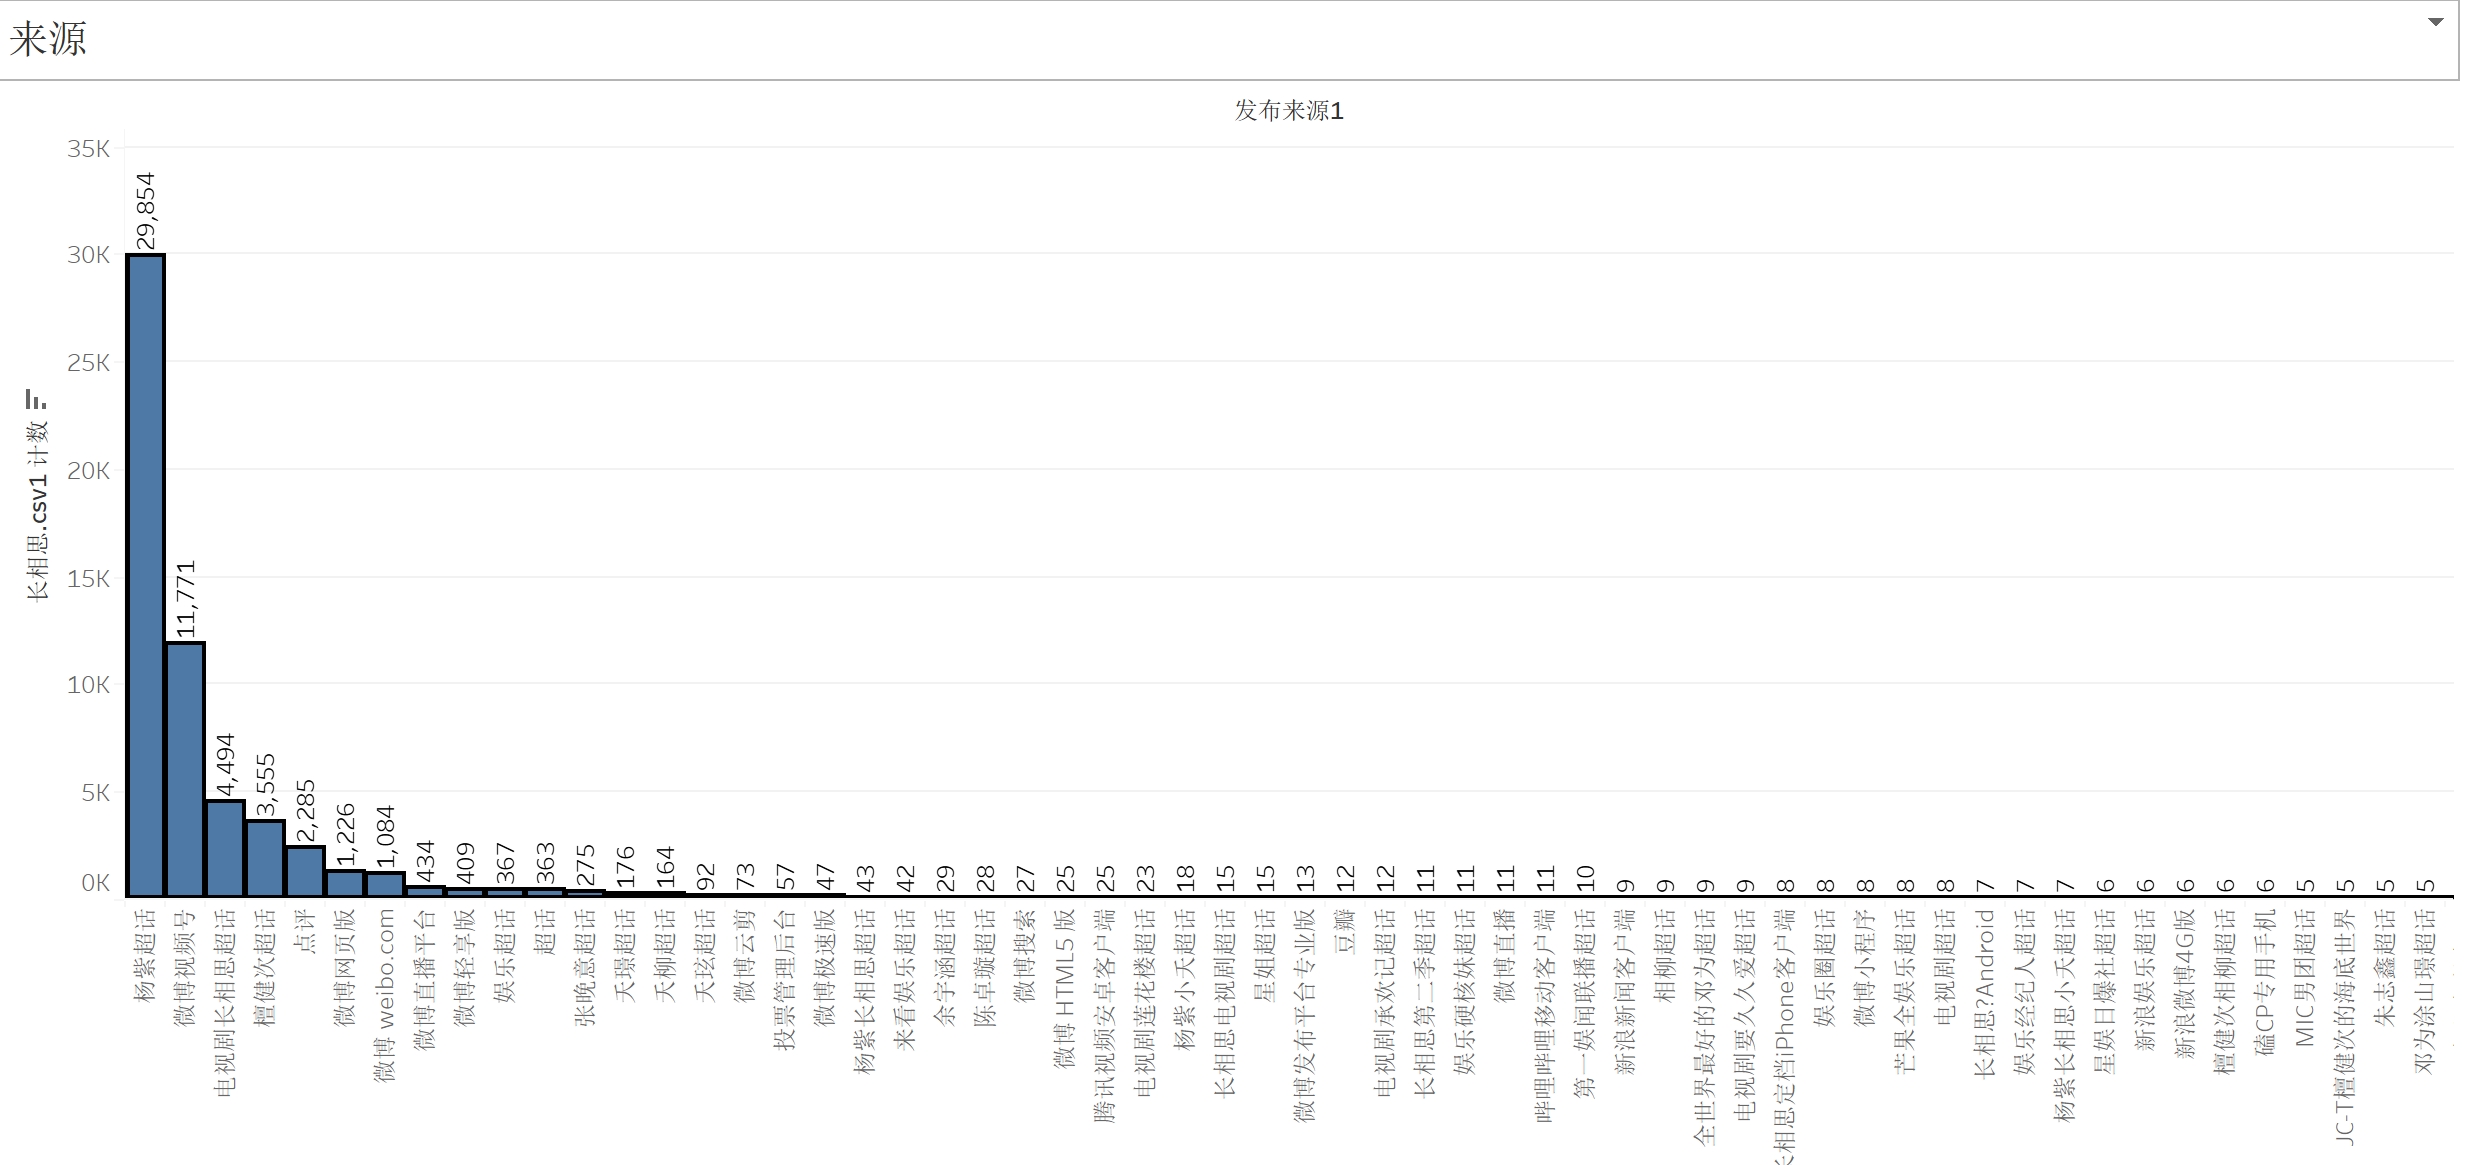 来源
发布来源1
35K
30K
25K
20K
15K
10K
5K
0K
长相思.csv1 计数
29,854
11,771
4,494
3,555
2,285
1,226
1,084
434
409
367
363
275
176
164
92
73
57
47
43
42
29
28
27
25
25
23
18
15
15
13
12
12
11
11
11
11
10
9
9
9
9
8
8
8
8
8
7
7
7
6
6
6
6
6
5
5
5
5
杨紫超话
微博视频号
电视剧长相思超话
檀健次超话
点评
微博网页版
微博 weibo.com
微博直播平台
微博轻享版
娱乐超话
超话
张晚意超话
夭璟超话
夭柳超话
夭玹超话
微博云剪
投票管理后台
微博极速版
杨紫长相思超话
来看娱乐超话
余宇涵超话
陈卓璇超话
微博搜索
微博 HTML5 版
腾讯视频安卓客户端
电视剧莲花楼超话
杨紫小夭超话
长相思电视剧超话
星姐超话
微博发布平台专业版
豆瓣
电视剧承欢记超话
长相思第二季超话
娱乐硬核妹超话
微博直播
哔哩哔哩移动客户端
第一娱闻联播超话
新浪新闻客户端
相柳超话
全世界最好的邓为超话
电视剧要久久爱超话
相思定档iPhone客户端
娱乐圈超话
微博小程序
芒果全娱乐超话
电视剧超话
长相思?Android
娱乐经纪人超话
杨紫长相思小夭超话
星娱日爆社超话
新浪娱乐超话
新浪微博4G版
檀健次相柳超话
磕CP专用手机
MIC男团超话
JC-T檀健次的海底世界
朱志鑫超话
邓为涂山璟超话